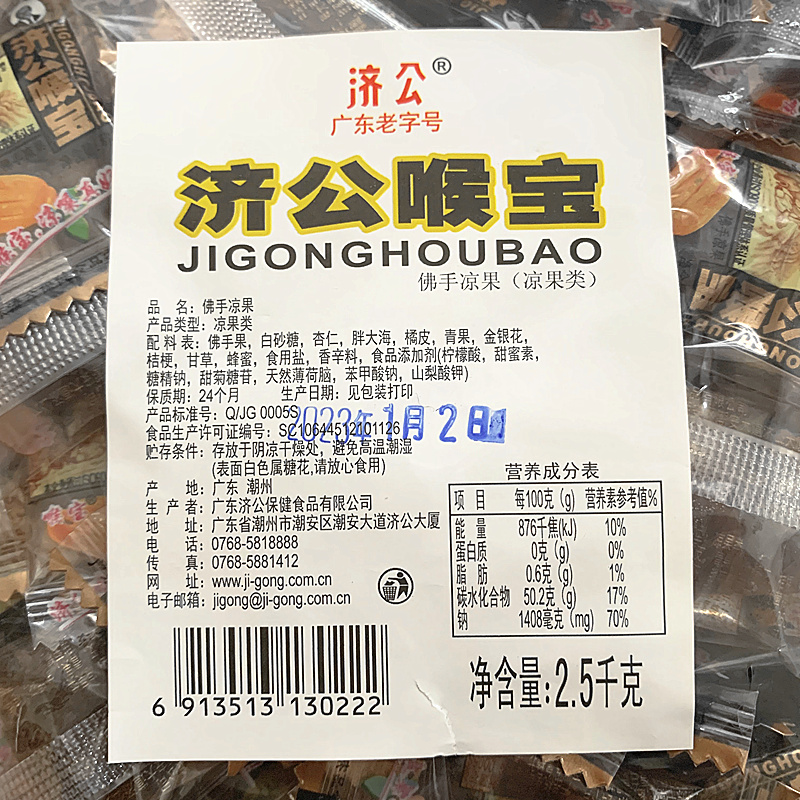 济公®
广东老字号
济公喉宝
JIGONGHOUBAO
佛手凉果（凉果类）
品 名：佛手凉果
产品类型：凉果类
配 料 表：佛手果，白砂糖，杏仁，胖大海，橘皮，青果，金银花，
桔梗，甘草，蜂蜜，食用盐，香辛料，食品添加剂(柠檬酸，甜蜜素，
糖精钠，甜菊糖苷，天然薄荷脑，苯甲酸钠，山梨酸钾)
保质期：24个月 生产日期：见包装打印
产品标准号：Q/JG 0005S
2023年1月2日
食品生产许可证编号：SC10644512101126
贮存条件：存放于阴凉干燥处，避免高温潮湿
(表面白色属糖花,请放心食用)
产 地：广东 潮州
生 产 者：广东济公保健食品有限公司
地 址：广东省潮州市潮安区潮安大道济公大厦
电 话：0768-5818888
传 真：0768-5881412
网 址：www.ji-gong.com.cn
电子邮箱：jigong@ji-gong.com.cn
营养成分表
项 目 每100克（g） 营养素参考值%
能 量 876千焦(kJ) 10%
蛋白质 0克（g） 0%
脂 肪 0.6克（g） 1%
碳水化合物 50.2克（g） 17%
钠 1408毫克（mg） 70%
净含量:2.5千克
6 913513 130222
济公喉宝